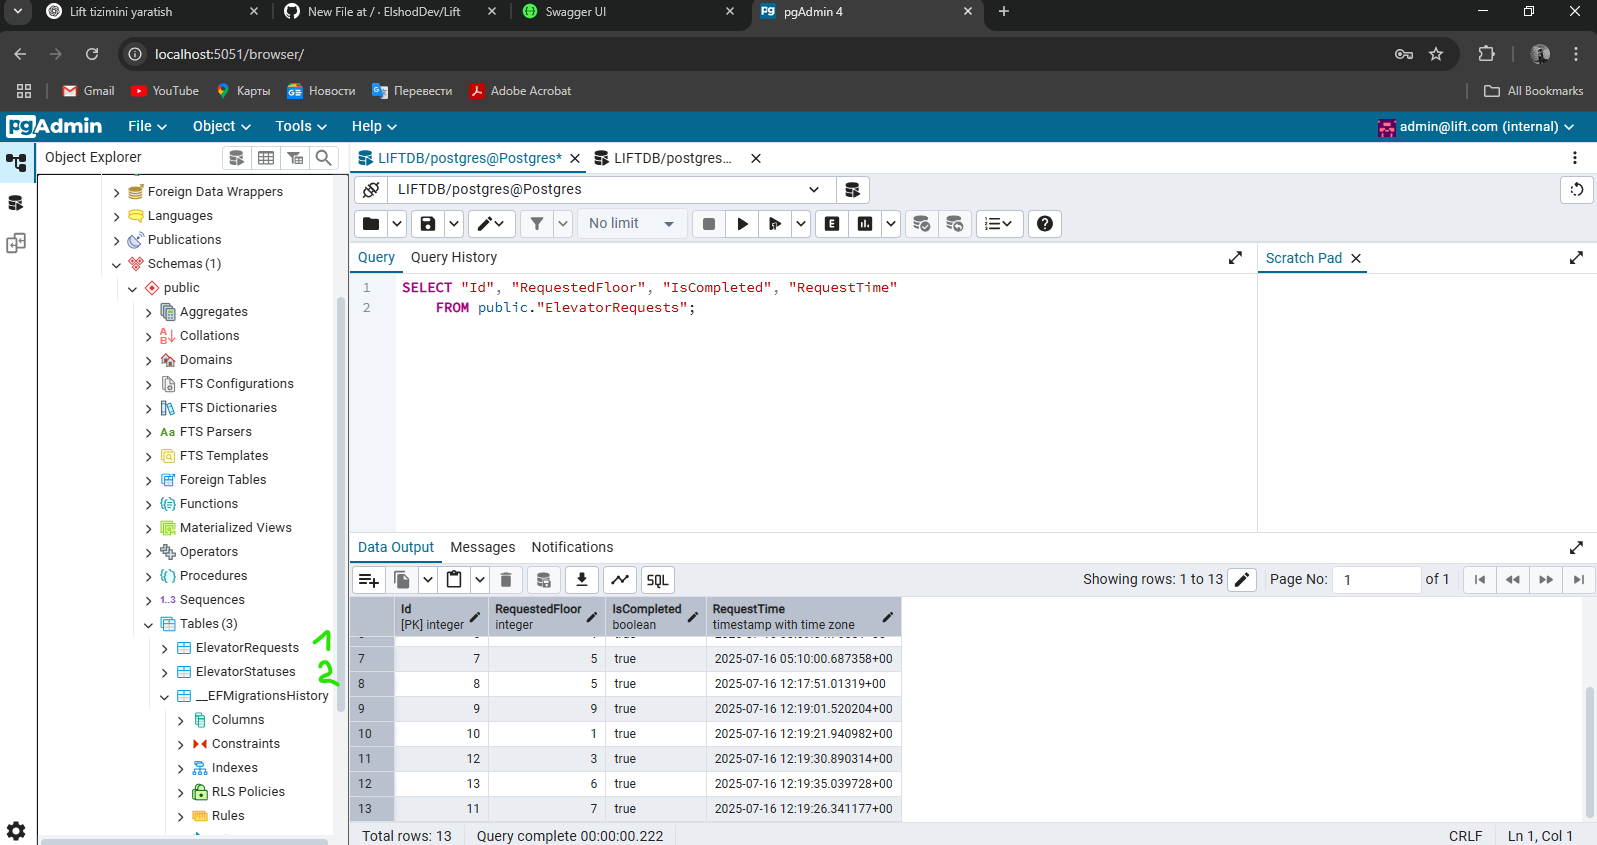 Lift tizimini yaratish
New File at / · ElshodDev/Lift
Swagger UI
pgAdmin 4
localhost:5051/browser/
Gmail
YouTube
Карты
Новости
Перевести
Adobe Acrobat
All Bookmarks
pgAdmin
File
Object
Tools
Help
admin@lift.com (internal)
Object Explorer
LIFTDB/postgres@Postgres*
LIFTDB/postgres...
Foreign Data Wrappers
Languages
Publications
Schemas (1)
public
Aggregates
Collations
Domains
FTS Configurations
FTS Dictionaries
FTS Parsers
FTS Templates
Foreign Tables
Functions
Materialized Views
Operators
Procedures
Sequences
Tables (3)
ElevatorRequests 1
ElevatorStatuses 2
__EFMigrationsHistory
Columns
Constraints
Indexes
RLS Policies
Rules
LIFTDB/postgres@Postgres
No limit
Query
Query History
Scratch Pad
1 SELECT "Id", "RequestedFloor", "IsCompleted", "RequestTime"
2 FROM public."ElevatorRequests";
Data Output
Messages
Notifications
SQL
Showing rows: 1 to 13
Page No: 1 of 1
Id [PK] integer
RequestedFloor integer
IsCompleted boolean
RequestTime timestamp with time zone
7 7 5 true 2025-07-16 05:10:00.687358+00
8 8 5 true 2025-07-16 12:17:51.01319+00
9 9 9 true 2025-07-16 12:19:01.520204+00
10 10 1 true 2025-07-16 12:19:21.940982+00
11 12 3 true 2025-07-16 12:19:30.890314+00
12 13 6 true 2025-07-16 12:19:35.039728+00
13 11 7 true 2025-07-16 12:19:26.341177+00
Total rows: 13
Query complete 00:00:00.222
CRLF
Ln 1, Col 1